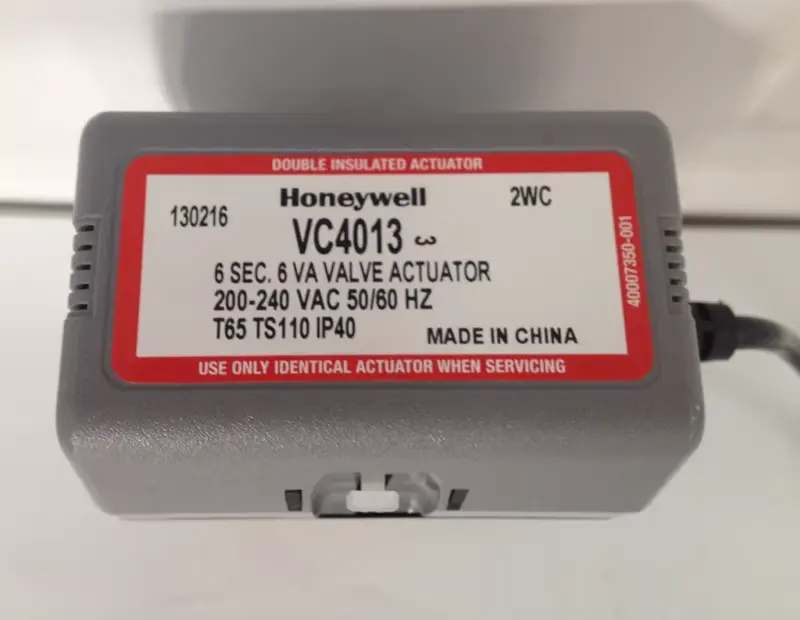 DOUBLE INSULATED ACTUATOR
130216
Honeywell
2WC
VC4013
3
6 SEC. 6 VA VALVE ACTUATOR
200-240 VAC 50/60 HZ
T65 TS110 IP40
MADE IN CHINA
40007350-001
USE ONLY IDENTICAL ACTUATOR WHEN SERVICING